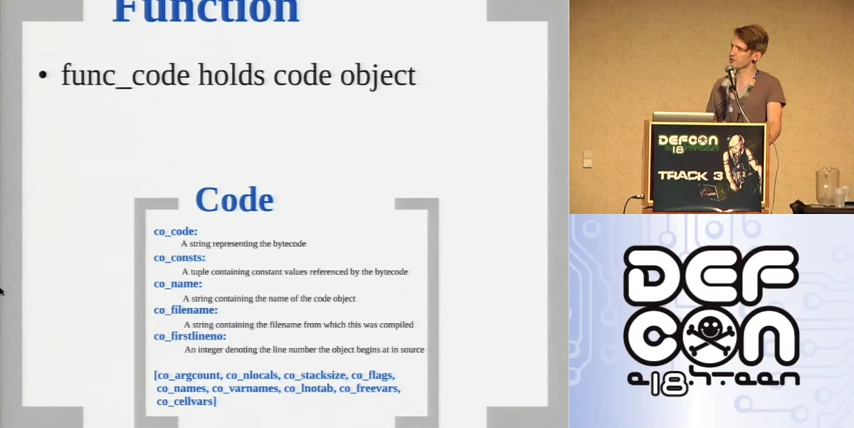 Function
• func_code holds code object
Code
co_code:
A string representing the bytecode
co_consts:
A tuple containing constant values referenced by the bytecode
co_name:
A string containing the name of the code object
co_filename:
A string containing the filename from which this was compiled
co_firstlineno:
An integer denoting the line number the object begins at in source
[co_argcount, co_nlocals, co_stacksize, co_flags,
co_names, co_varnames, co_lnotab, co_freevars,
co_cellvars]
DEFCON
18
TRACK 3
DEF
CON
e18hteen